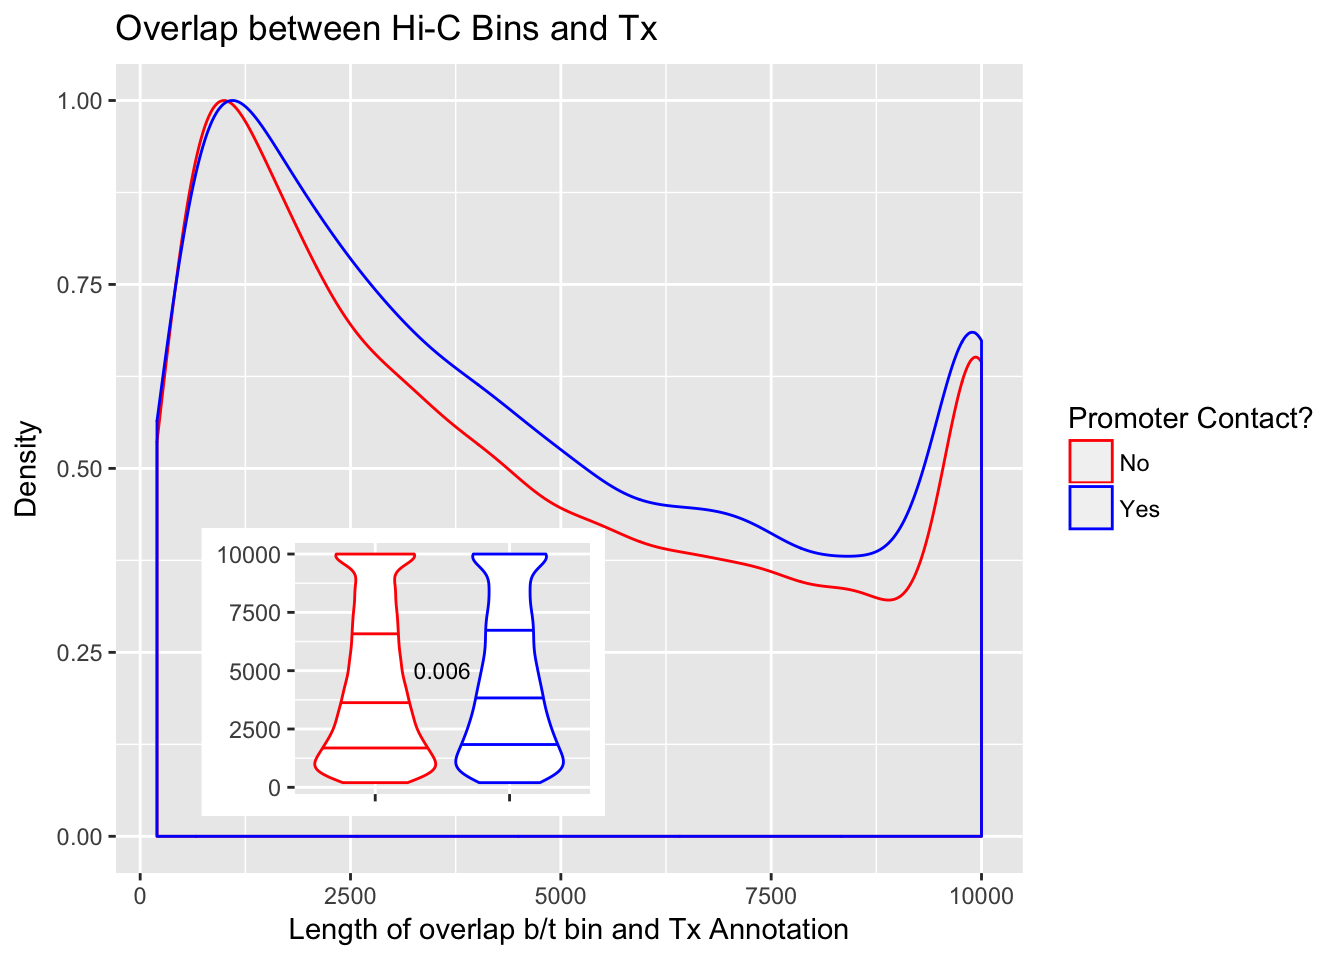 Overlap between Hi-C Bins and Tx
1.00
0.75
0.50
0.25
0.00
Density
0
2500
5000
7500
10000
Length of overlap b/t bin and Tx Annotation
10000
7500
5000
2500
0
0.006
Promoter Contact?
No
Yes